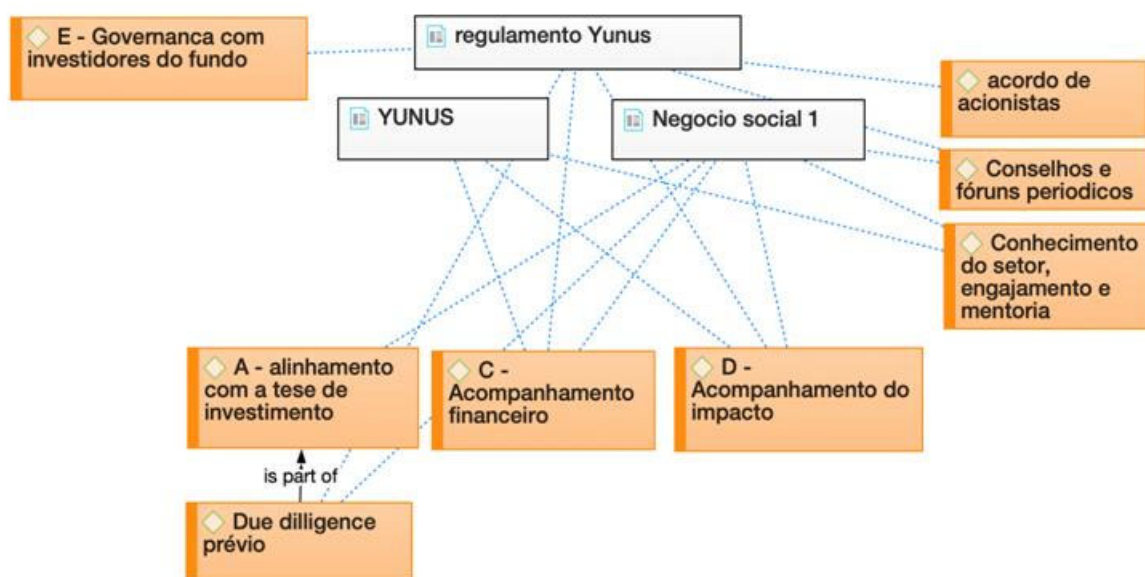 E - Governanca com
investidores do fundo
regulamento Yunus
acordo de
acionistas
YUNUS
Negocio social 1
Conselhos e
fóruns periodicos
Conhecimento
do setor,
engajamento e
mentoria
A - alinhamento
com a tese de
investimento
C -
Acompanhamento
financeiro
D -
Acompanhamento do
impacto
is part of
Due dilligence
prévio